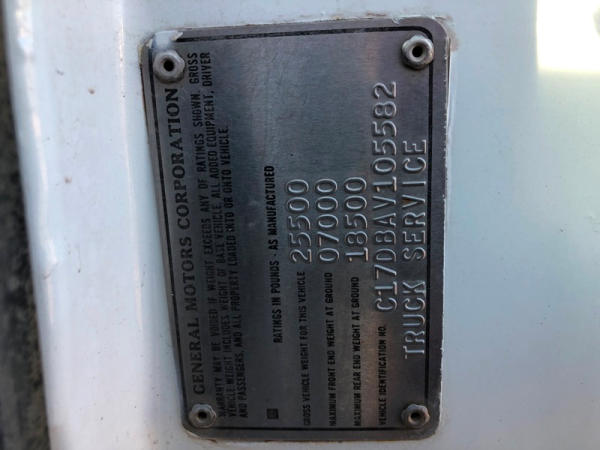 GENERAL MOTORS CORPORATION
WARRANTY MAY BE VOIDED IF WEIGHT EXCEEDS ANY OF RATINGS SHOWN. GROSS
VEHICLE WEIGHT INCLUDES WEIGHT OF BASE VEHICLE, ALL ADDED EQUIPMENT, DRIVER
AND PASSENGERS, AND ALL PROPERTY LOADED INTO OR ONTO VEHICLE.
RATINGS IN POUNDS - AS MANUFACTURED
GM
GROSS VEHICLE WEIGHT FOR THIS VEHICLE 25500
MAXIMUM FRONT END WEIGHT AT GROUND 07000
MAXIMUM REAR END WEIGHT AT GROUND 18500
VEHICLE IDENTIFICATION NO. C17DBAV105582
TRUCK SERVICE